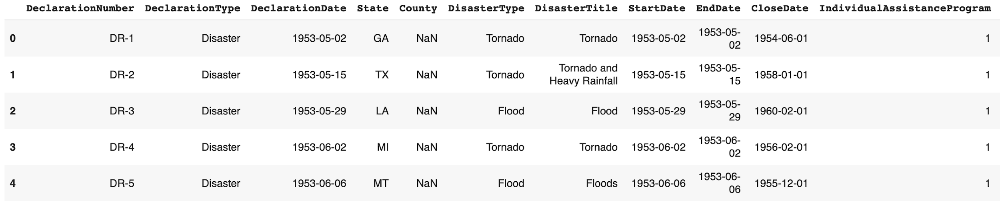 DeclarationNumber DeclarationType DeclarationDate State County DisasterType DisasterTitle StartDate EndDate CloseDate IndividualAssistanceProgram
0 DR-1 Disaster 1953-05-02 GA NaN Tornado Tornado 1953-05-02 1953-05-02 1954-06-01 1
1 DR-2 Disaster 1953-05-15 TX NaN Tornado Tornado and Heavy Rainfall 1953-05-15 1953-05-15 1958-01-01 1
2 DR-3 Disaster 1953-05-29 LA NaN Flood Flood 1953-05-29 1953-05-29 1960-02-01 1
3 DR-4 Disaster 1953-06-02 MI NaN Tornado Tornado 1953-06-02 1953-06-02 1956-02-01 1
4 DR-5 Disaster 1953-06-06 MT NaN Flood Floods 1953-06-06 1953-06-06 1955-12-01 1